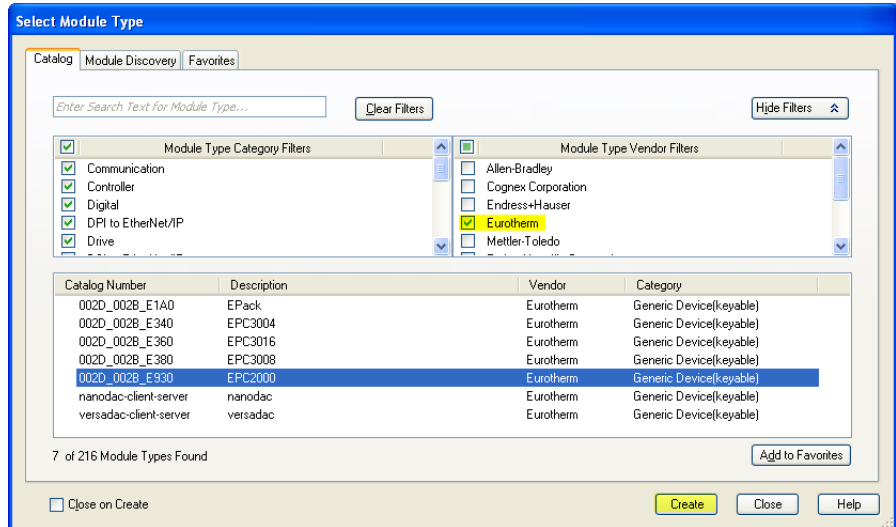 Select Module Type
Catalog Module Discovery Favorites
Enter Search Text for Module Type... Clear Filters Hide Filters
Module Type Category Filters Module Type Vendor Filters
Communication Allen-Bradley
Controller Cognex Corporation
Digital Endress+Hauser
DPI to EtherNet/IP Eurotherm
Drive Mettler-Toledo
Catalog Number Description Vendor Category
002D_002B_E1A0 EPack Eurotherm Generic Device(keyable)
002D_002B_E340 EPC3004 Eurotherm Generic Device(keyable)
002D_002B_E360 EPC3016 Eurotherm Generic Device(keyable)
002D_002B_E380 EPC3008 Eurotherm Generic Device(keyable)
002D_002B_E930 EPC2000 Eurotherm Generic Device(keyable)
nanodac-client-server nanodac Eurotherm Generic Device(keyable)
versadac-client-server versadac Eurotherm Generic Device(keyable)
7 of 216 Module Types Found Add to Favorites
Close on Create Create Close Help